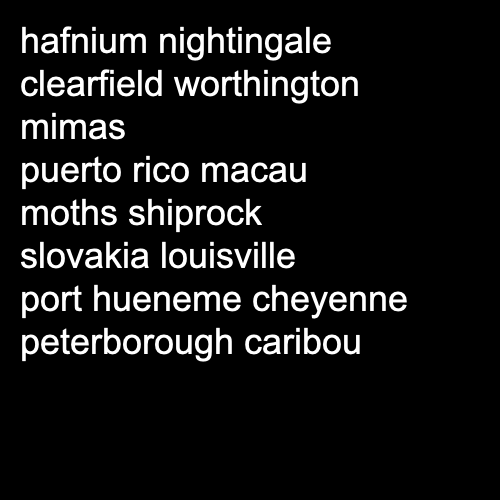 hafnium nightingale
clearfield worthington
mimas
puerto rico macau
moths shiprock
slovakia louisville
port hueneme cheyenne
peterborough caribou